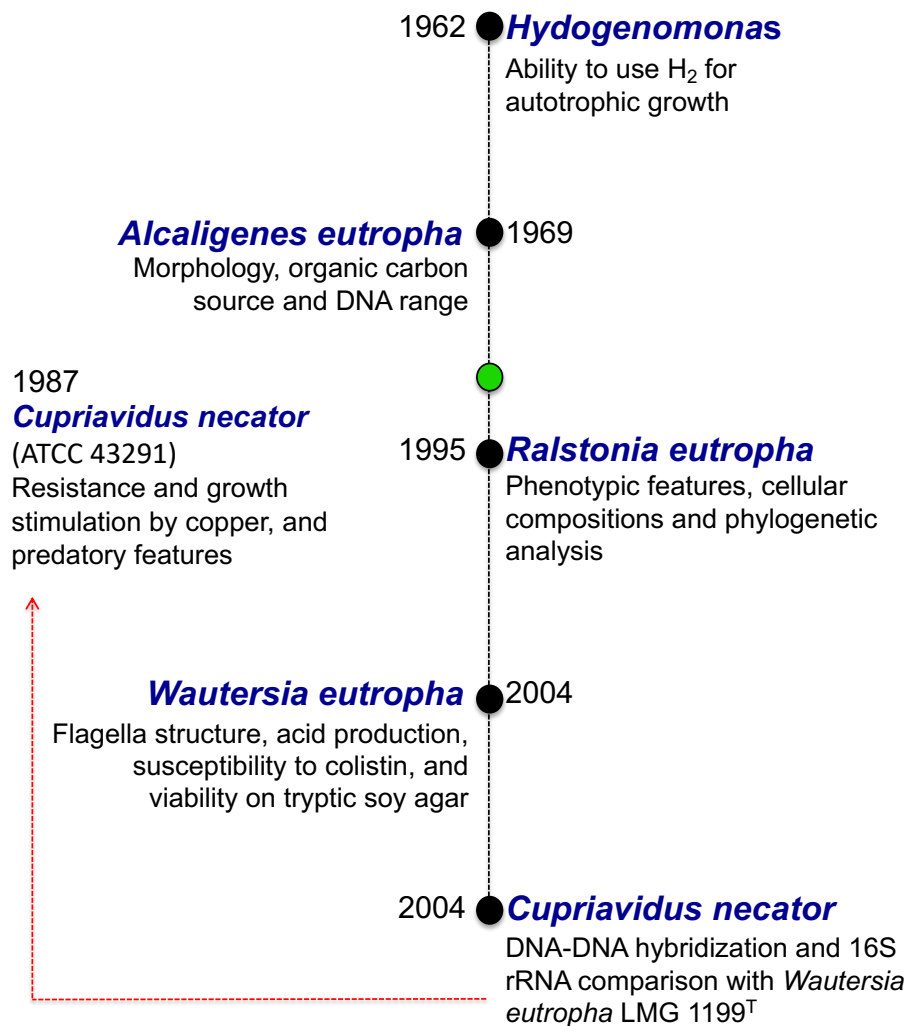 1962 Hydogenomonas
Ability to use H₂ for
autotrophic growth
Alcaligenes eutropha 1969
Morphology, organic carbon
source and DNA range
1987
Cupriavidus necator
(ATCC 43291)
Resistance and growth
stimulation by copper, and
predatory features
1995 Ralstonia eutropha
Phenotypic features, cellular
compositions and phylogenetic
analysis
Wautersia eutropha 2004
Flagella structure, acid production,
susceptibility to colistin, and
viability on tryptic soy agar
2004 Cupriavidus necator
DNA-DNA hybridization and 16S
rRNA comparison with Wautersia
eutropha LMG 1199ᵀ